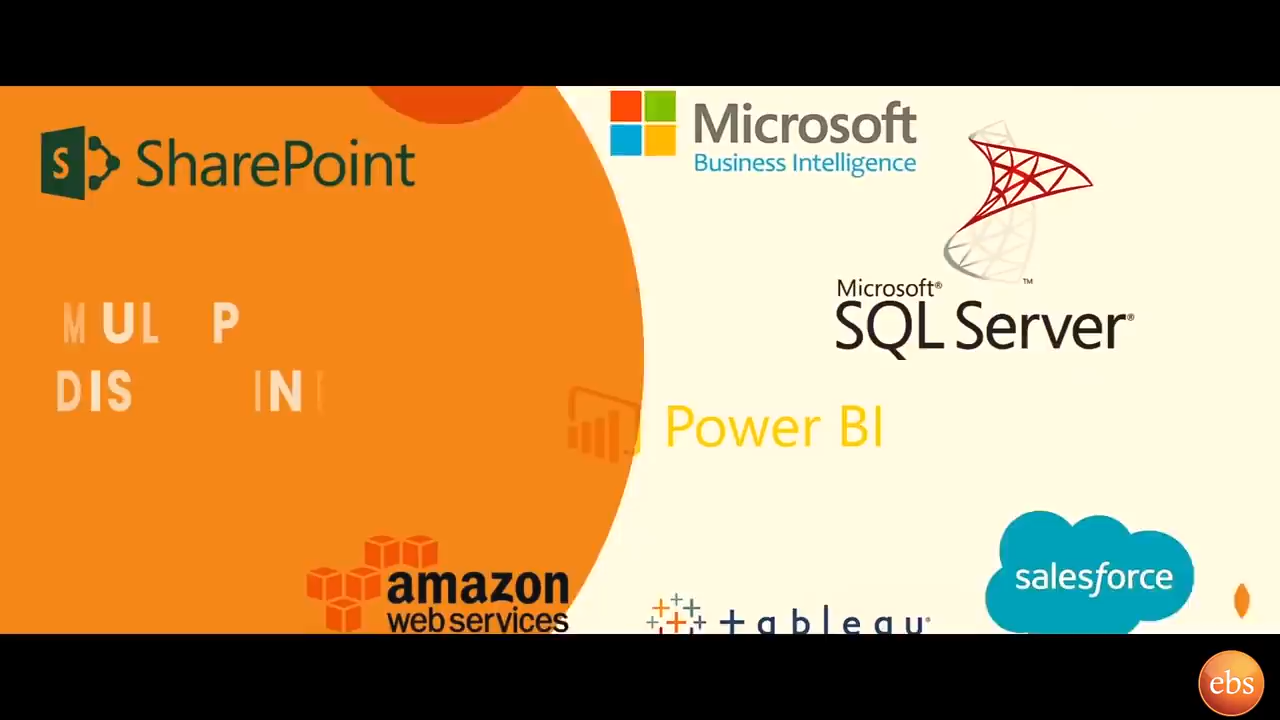 SharePoint
Microsoft
Business Intelligence
Microsoft®
SQL Server®
Power BI
amazon
web services
tableau
salesforce
ebs